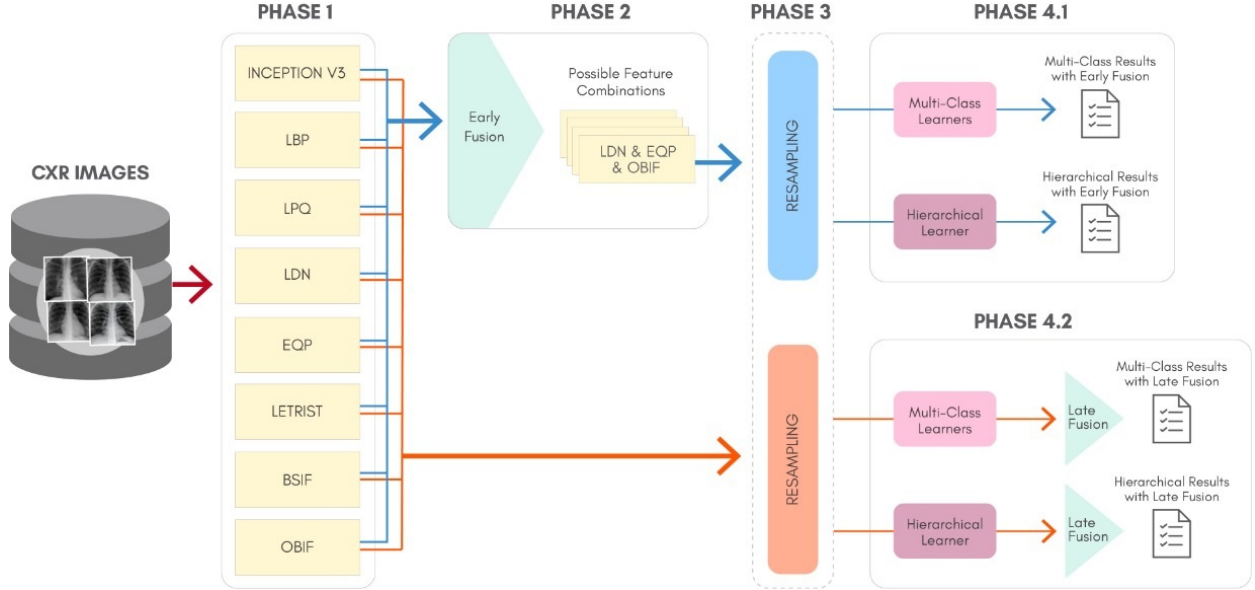 PHASE 1
PHASE 2
PHASE 3
PHASE 4.1
CXR IMAGES
INCEPTION V3
LBP
LPQ
LDN
EQP
LETRIST
BSIF
OBIF
Early
Fusion
Possible Feature
Combinations
LDN & EQP
& OBIF
RESAMPLING
Multi-Class
Learners
Multi-Class Results
with Early Fusion
Hierarchical
Learner
Hierarchical Results
with Early Fusion
PHASE 4.2
RESAMPLING
Multi-Class
Learners
Late
Fusion
Multi-Class Results
with Late Fusion
Hierarchical
Learner
Late
Fusion
Hierarchical Results
with Late Fusion